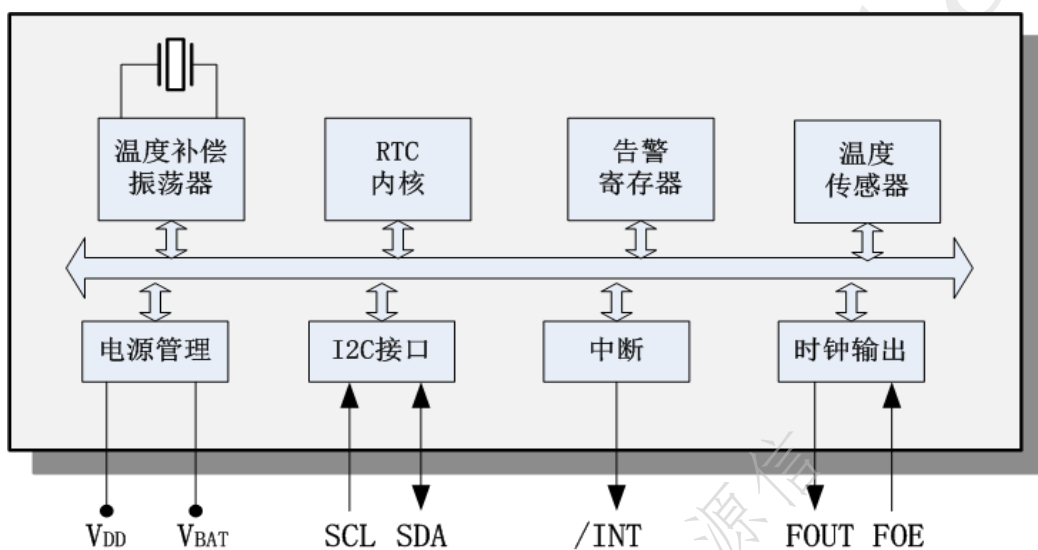 温度补偿
振荡器
RTC
内核
告警
寄存器
温度
传感器
电源管理
I2C接口
中断
时钟输出
VDD VBAT SCL SDA /INT FOUT FOE
源信